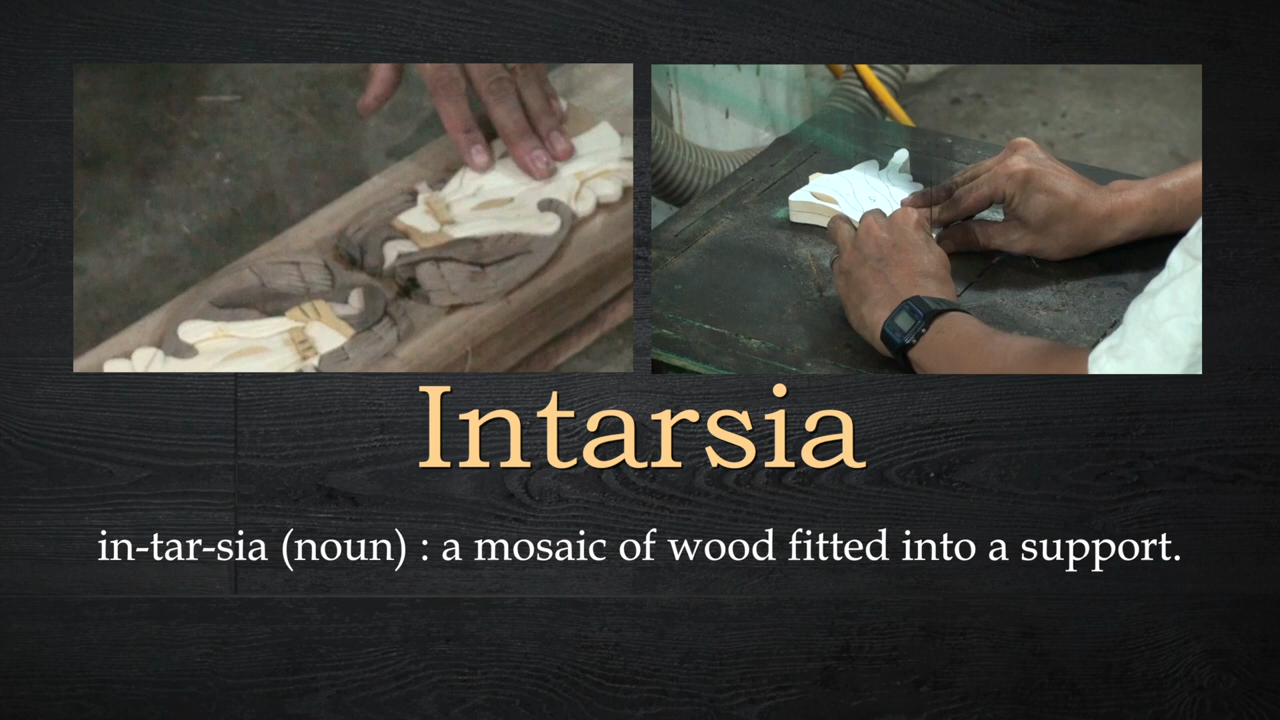 Intarsia
in-tar-sia (noun) : a mosaic of wood fitted into a support.